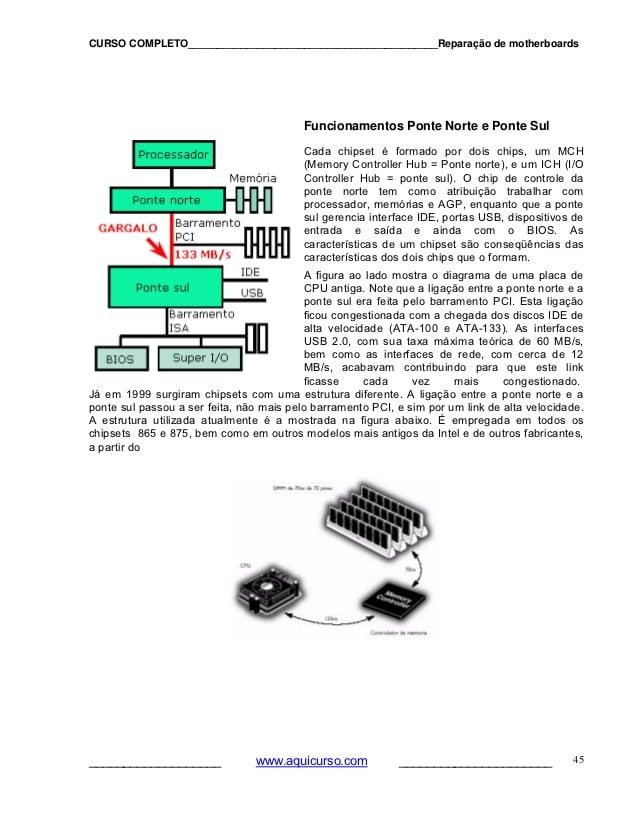 CURSO COMPLETO___________________________________________Reparação de motherboards
Funcionamentos Ponte Norte e Ponte Sul
Processador
Memória
Ponte norte
GARGALO
Barramento
PCI
133 MB/s
Ponte sul
IDE
USB
Barramento
ISA
BIOS
Super I/O
Cada chipset é formado por dois chips, um MCH
(Memory Controller Hub = Ponte norte), e um ICH (I/O
Controller Hub = ponte sul). O chip de controle da
ponte norte tem como atribuição trabalhar com
processador, memórias e AGP, enquanto que a ponte
sul gerencia interface IDE, portas USB, dispositivos de
entrada e saída e ainda com o BIOS. As
características de um chipset são conseqüências das
características dos dois chips que o formam.
A figura ao lado mostra o diagrama de uma placa de
CPU antiga. Note que a ligação entre a ponte norte e a
ponte sul era feita pelo barramento PCI. Esta ligação
ficou congestionada com a chegada dos discos IDE de
alta velocidade (ATA-100 e ATA-133). As interfaces
USB 2.0, com sua taxa máxima teórica de 60 MB/s,
bem como as interfaces de rede, com cerca de 12
MB/s, acabavam contribuindo para que este link
ficasse cada vez mais congestionado.
Já em 1999 surgiram chipsets com uma estrutura diferente. A ligação entre a ponte norte e a
ponte sul passou a ser feita, não mais pelo barramento PCI, e sim por um link de alta velocidade.
A estrutura utilizada atualmente é a mostrada na figura abaixo. É empregada em todos os
chipsets 865 e 875, bem como em outros modelos mais antigos da Intel e de outros fabricantes,
a partir do
SIMM de 70ns de 72 pines
CPU
70ns
Memory
Controller
Controlador de memoria
____________________ www.aquicurso.com _______________________ 45